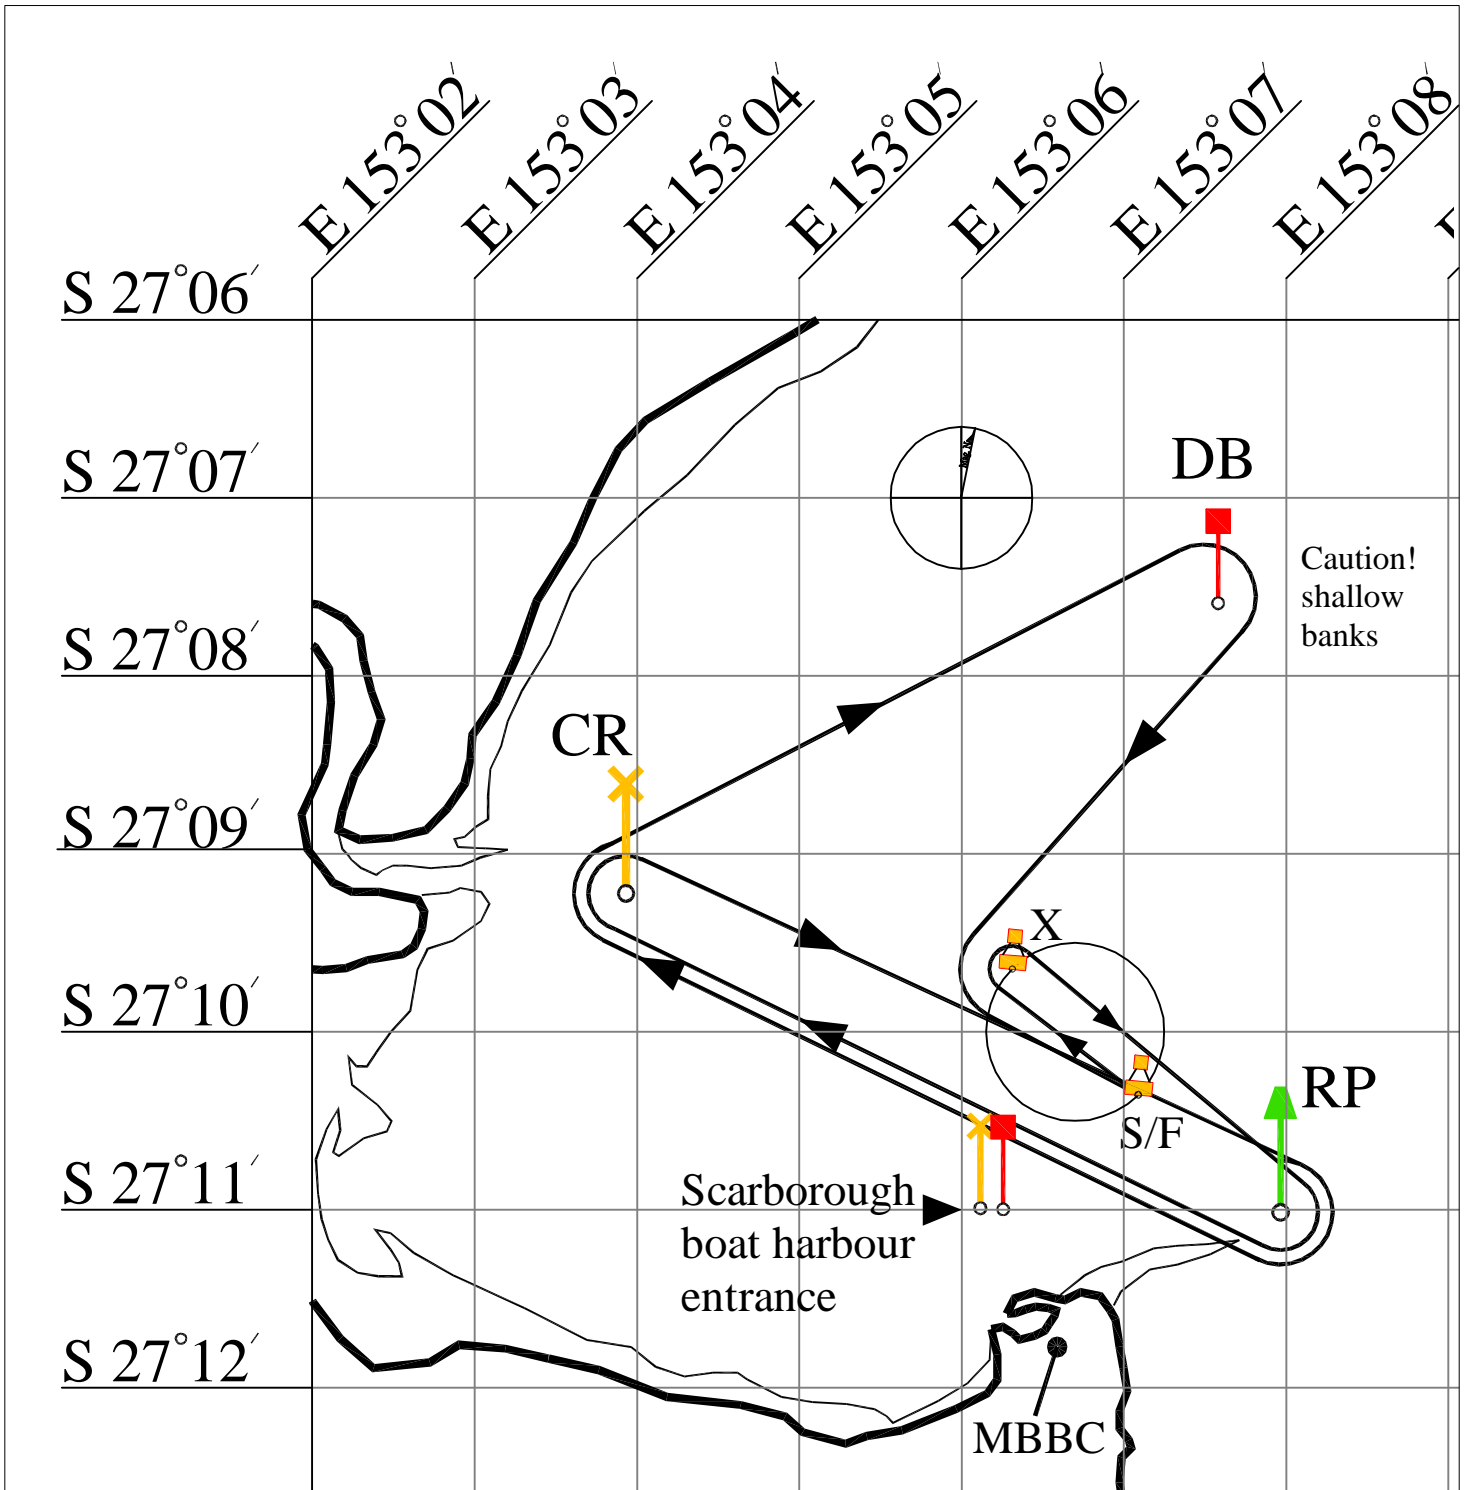 E 153°02′
E 153°03′
E 153°04′
E 153°05′
E 153°06′
E 153°07′
E 153°08′
S 27°06′
S 27°07′
DB
Caution!
shallow
banks
S 27°08′
CR
S 27°09′
X
S 27°10′
RP
S/F
S 27°11′
Scarborough
boat harbour
entrance
S 27°12′
MBBC